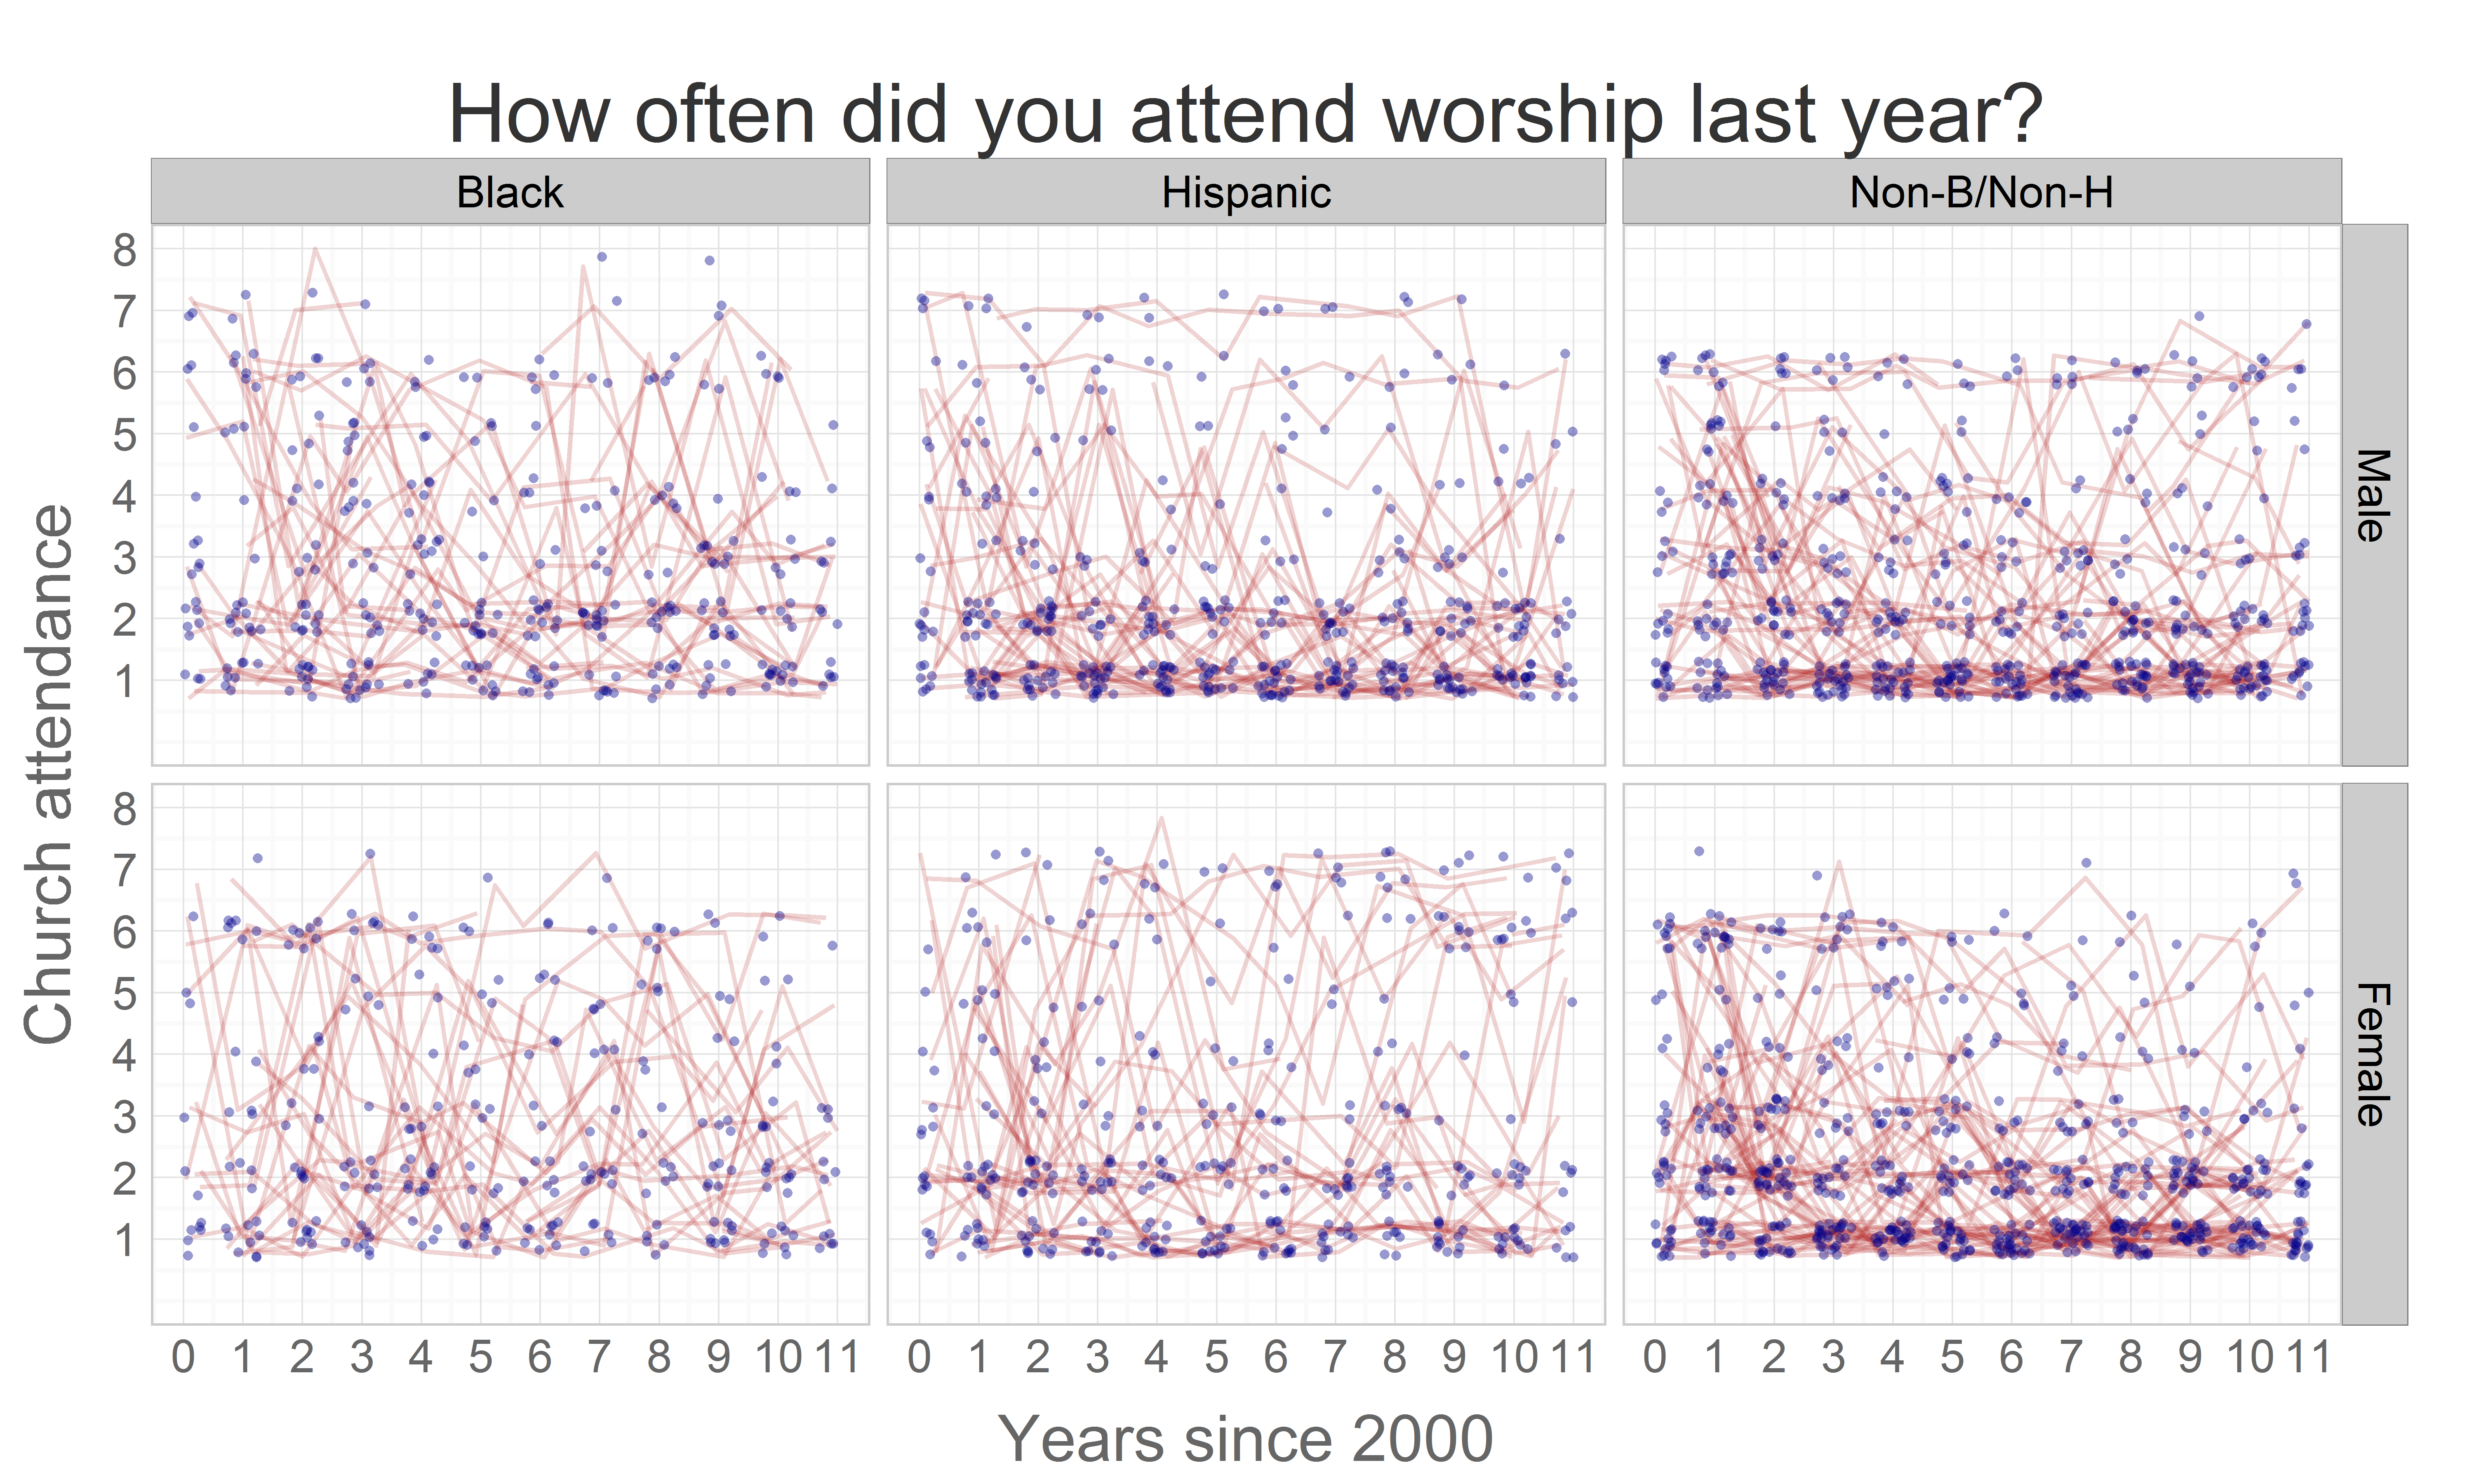 How often did you attend worship last year?
Black Hispanic Non-B/Non-H
8
7
6
5
4
3
2
1
Male
8
7
6
5
4
3
2
1
Female
Church attendance
0 1 2 3 4 5 6 7 8 9 10 11 0 1 2 3 4 5 6 7 8 9 10 11 0 1 2 3 4 5 6 7 8 9 10 11
Years since 2000